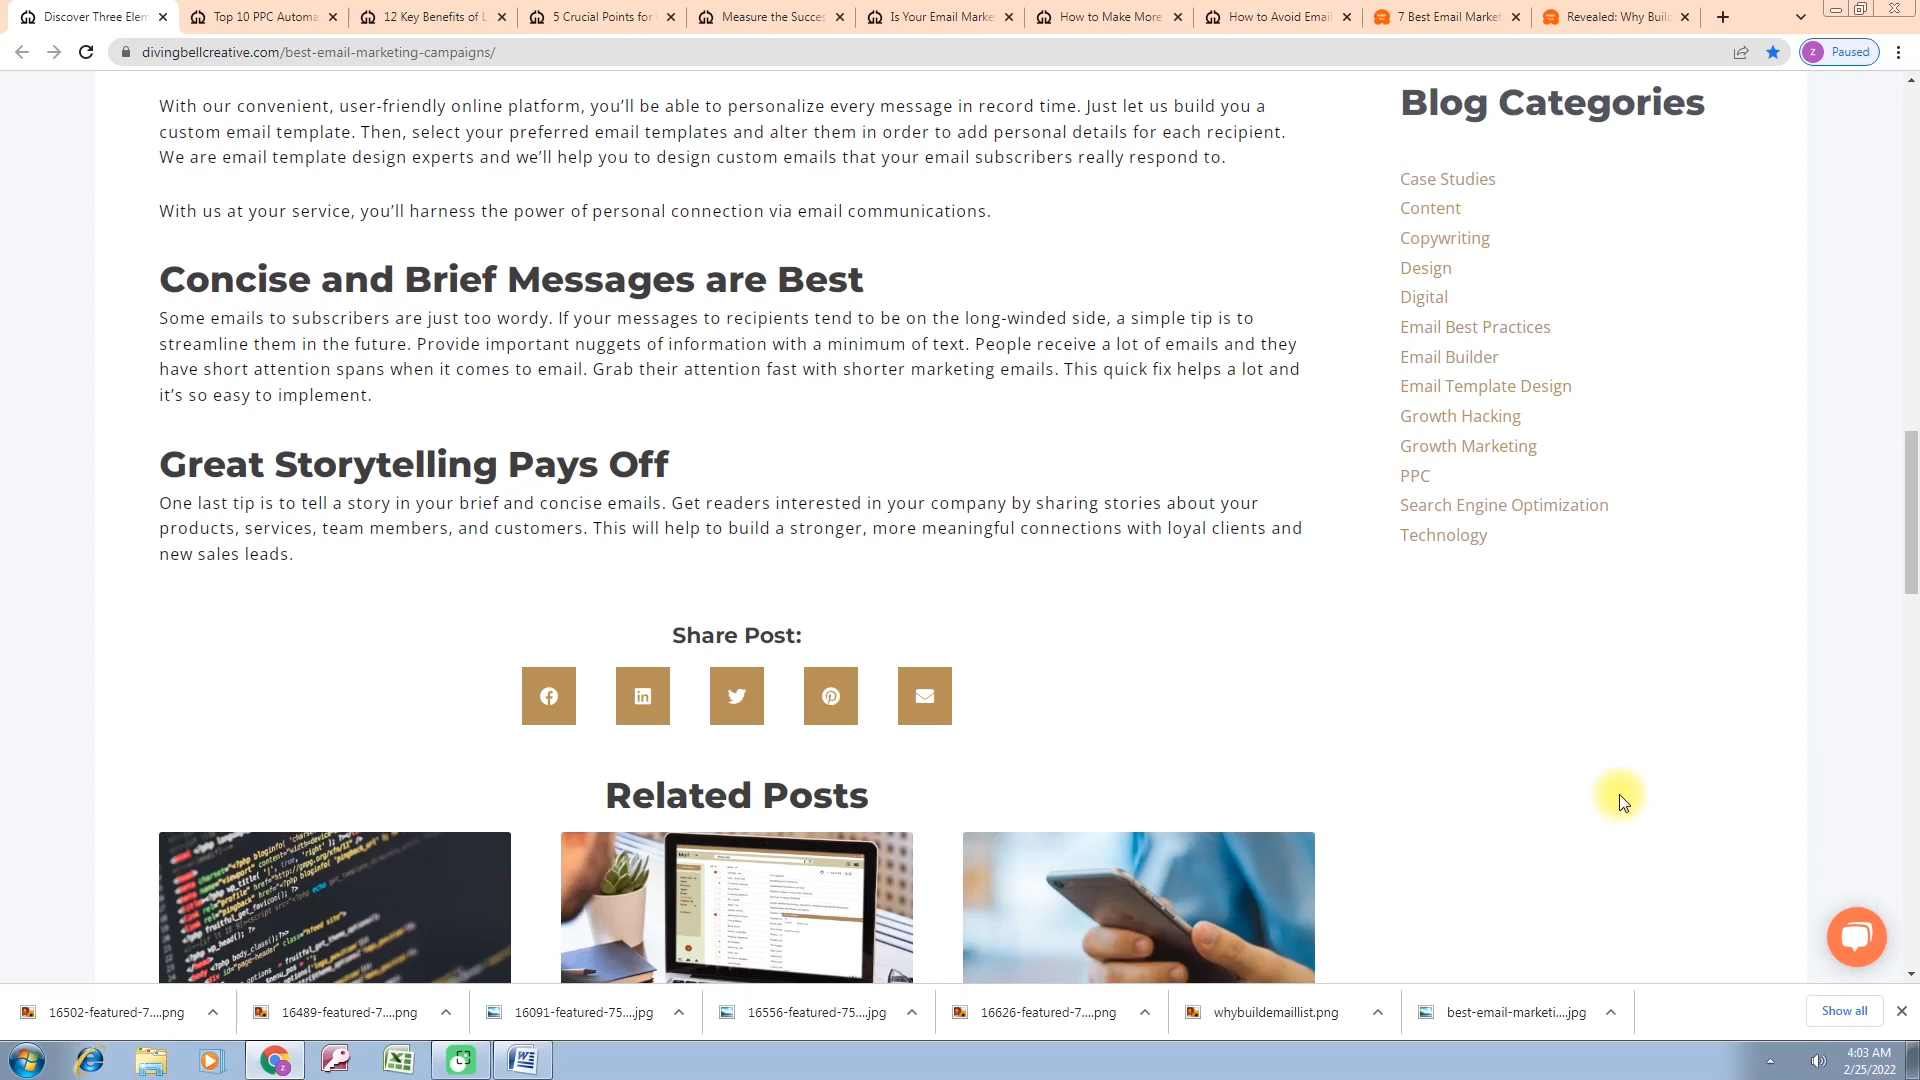 Discover Three Elem
Top 10 PPC Automa
12 Key Benefits of L
5 Crucial Points for
Measure the Succes
Is Your Email Marke
How to Make More
How to Avoid Email
7 Best Email Market
Revealed: Why Buil
divingbellcreative.com/best-email-marketing-campaigns/
z
Paused
With our convenient, user-friendly online platform, you’ll be able to personalize every message in record time. Just let us build you a
custom email template. Then, select your preferred email templates and alter them in order to add personal details for each recipient.
We are email template design experts and we’ll help you to design custom emails that your email subscribers really respond to.
With us at your service, you’ll harness the power of personal connection via email communications.
Concise and Brief Messages are Best
Some emails to subscribers are just too wordy. If your messages to recipients tend to be on the long-winded side, a simple tip is to
streamline them in the future. Provide important nuggets of information with a minimum of text. People receive a lot of emails and they
have short attention spans when it comes to email. Grab their attention fast with shorter marketing emails. This quick fix helps a lot and
it’s so easy to implement.
Great Storytelling Pays Off
One last tip is to tell a story in your brief and concise emails. Get readers interested in your company by sharing stories about your
products, services, team members, and customers. This will help to build a stronger, more meaningful connections with loyal clients and
new sales leads.
Share Post:
Related Posts
Blog Categories
Case Studies
Content
Copywriting
Design
Digital
Email Best Practices
Email Builder
Email Template Design
Growth Hacking
Growth Marketing
PPC
Search Engine Optimization
Technology
16502-featured-7....png
16489-featured-7....png
16091-featured-75....jpg
16556-featured-75....jpg
16626-featured-7....png
whybuildemaillist.png
best-email-marketi....jpg
Show all
4:03 AM
2/25/2022